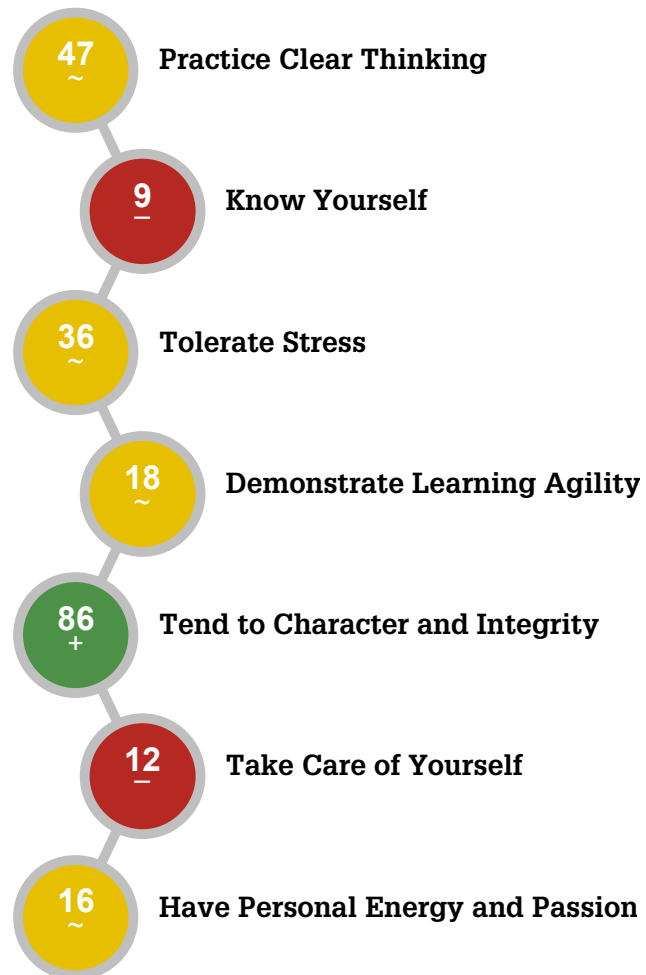 47
~
Practice Clear Thinking
9
–
Know Yourself
36
~
Tolerate Stress
18
~
Demonstrate Learning Agility
86
+
Tend to Character and Integrity
12
–
Take Care of Yourself
16
~
Have Personal Energy and Passion